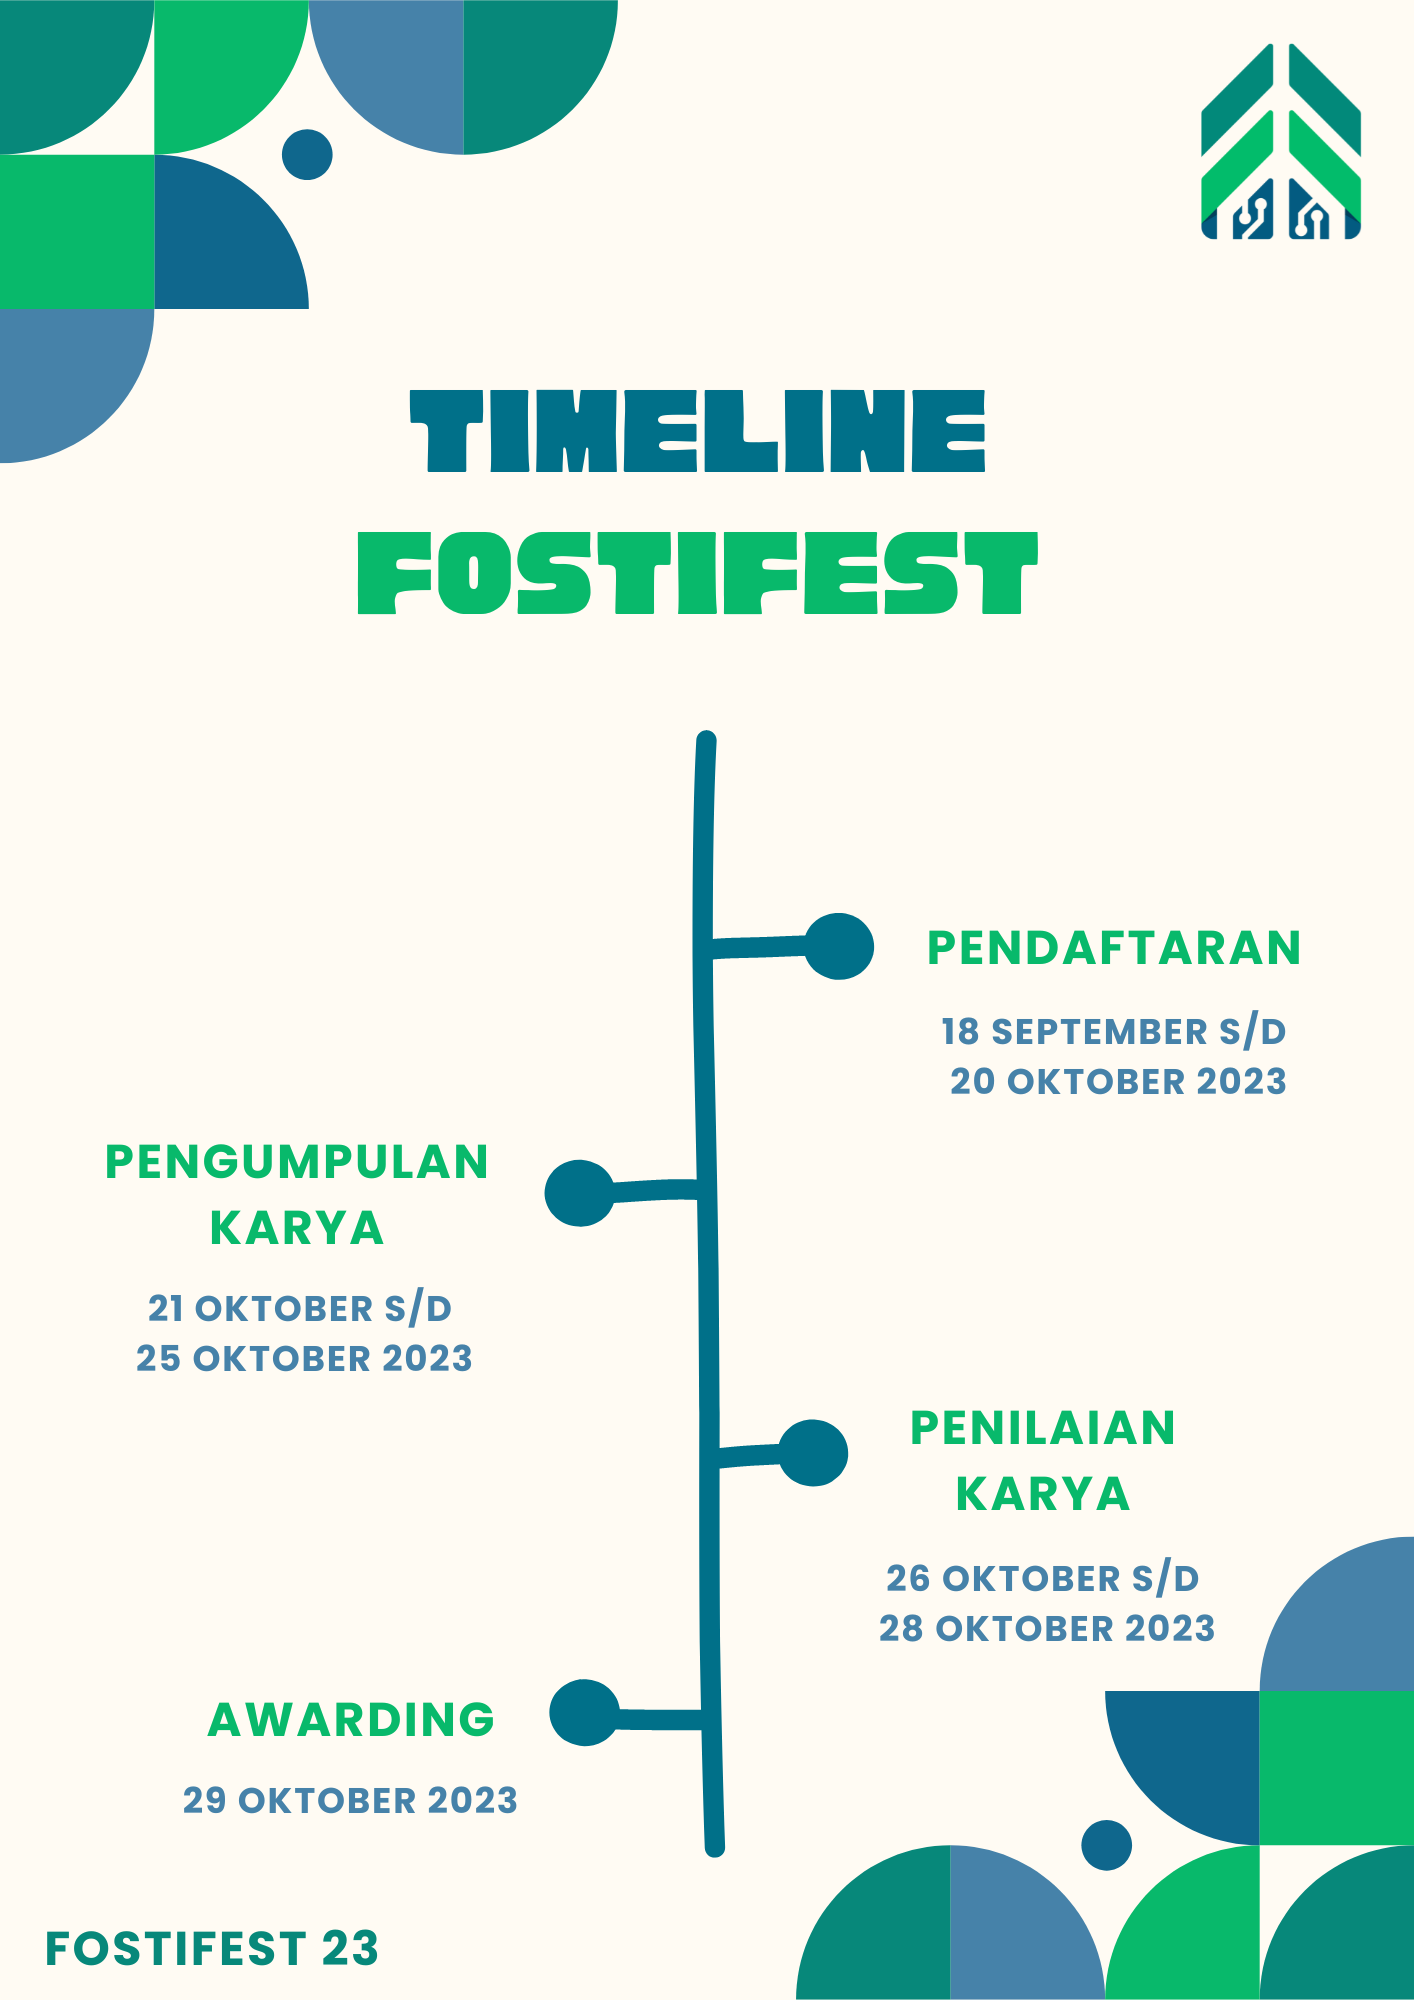 TIMELINE
FOSTIFEST
PENDAFTARAN
18 SEPTEMBER S/D
20 OKTOBER 2023
PENGUMPULAN
KARYA
21 OKTOBER S/D
25 OKTOBER 2023
PENILAIAN
KARYA
26 OKTOBER S/D
28 OKTOBER 2023
AWARDING
29 OKTOBER 2023
FOSTIFEST 23